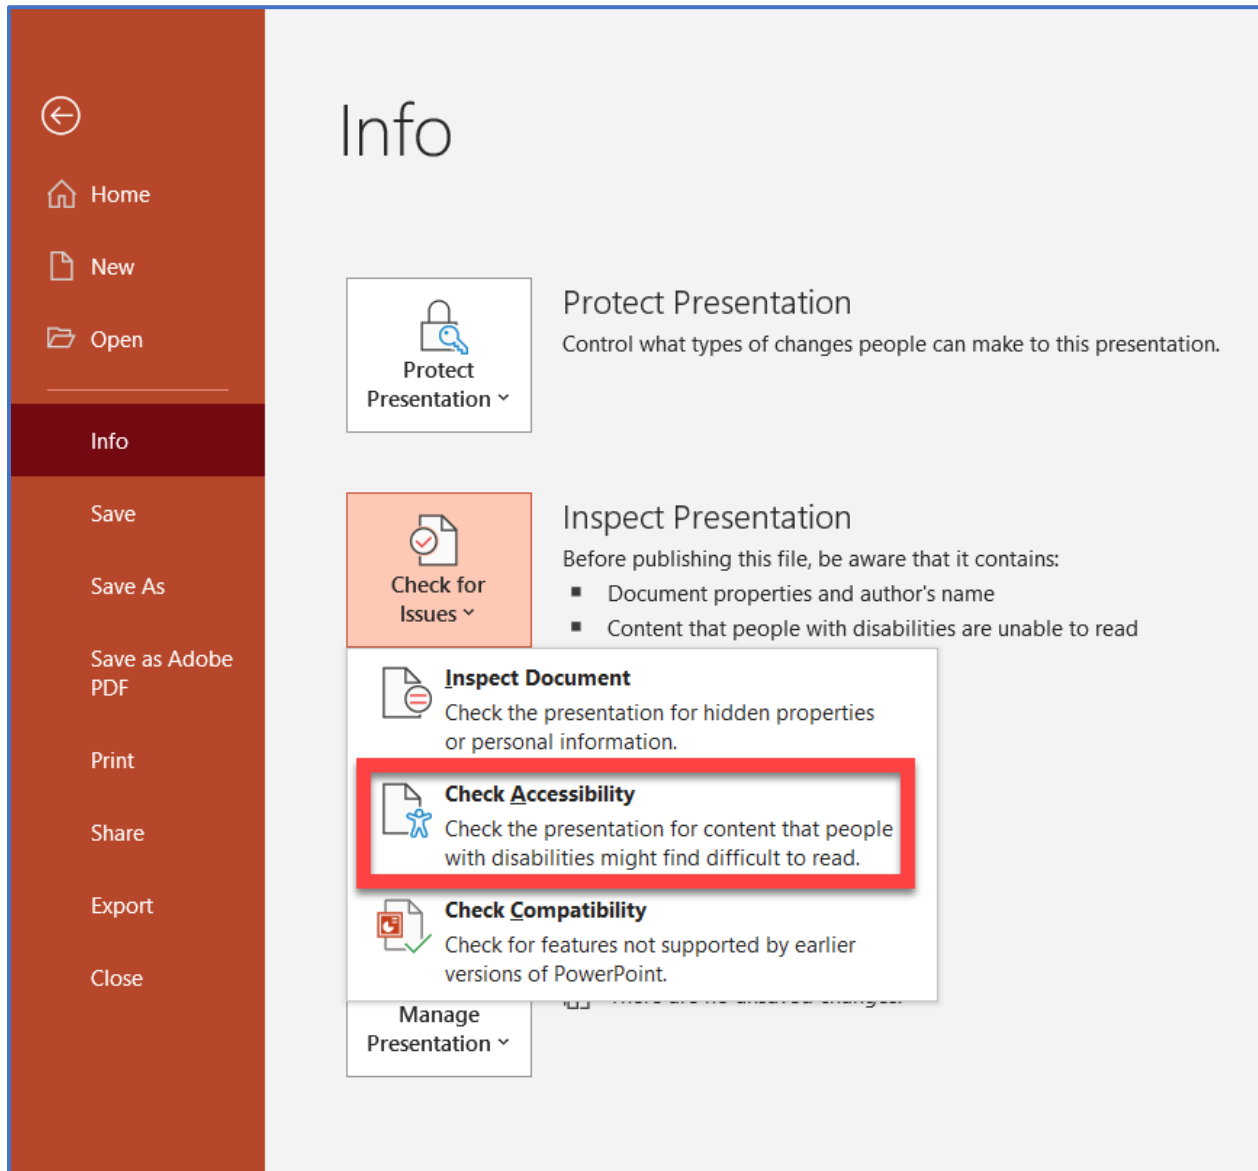 Info
Home
New
Open
Info
Save
Save As
Save as Adobe
PDF
Print
Share
Export
Close
Protect
Presentation
Protect Presentation
Control what types of changes people can make to this presentation.
Check for
Issues
Inspect Presentation
Before publishing this file, be aware that it contains:
Document properties and author's name
Content that people with disabilities are unable to read
Inspect Document
Check the presentation for hidden properties
or personal information.
Check Accessibility
Check the presentation for content that people
with disabilities might find difficult to read.
Check Compatibility
Check for features not supported by earlier
versions of PowerPoint.
There are no unsaved changes.
Manage
Presentation